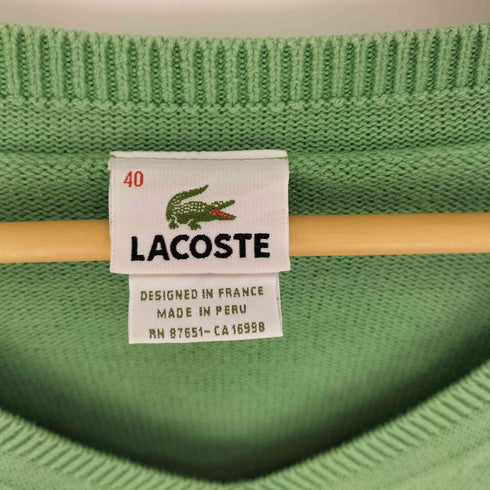 40
LACOSTE
DESIGNED IN FRANCE
MADE IN PERU
RN 87651-CA 16998